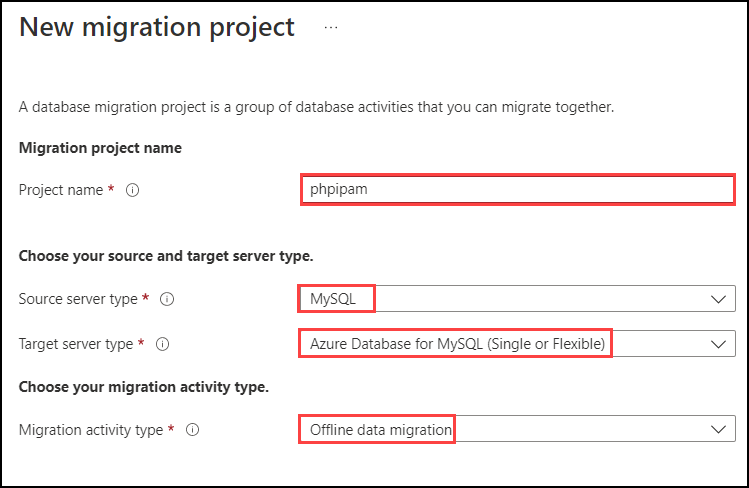 New migration project ...
A database migration project is a group of database activities that you can migrate together.
Migration project name
Project name * phpipam
Choose your source and target server type.
Source server type * MySQL
Target server type * Azure Database for MySQL (Single or Flexible)
Choose your migration activity type.
Migration activity type * Offline data migration